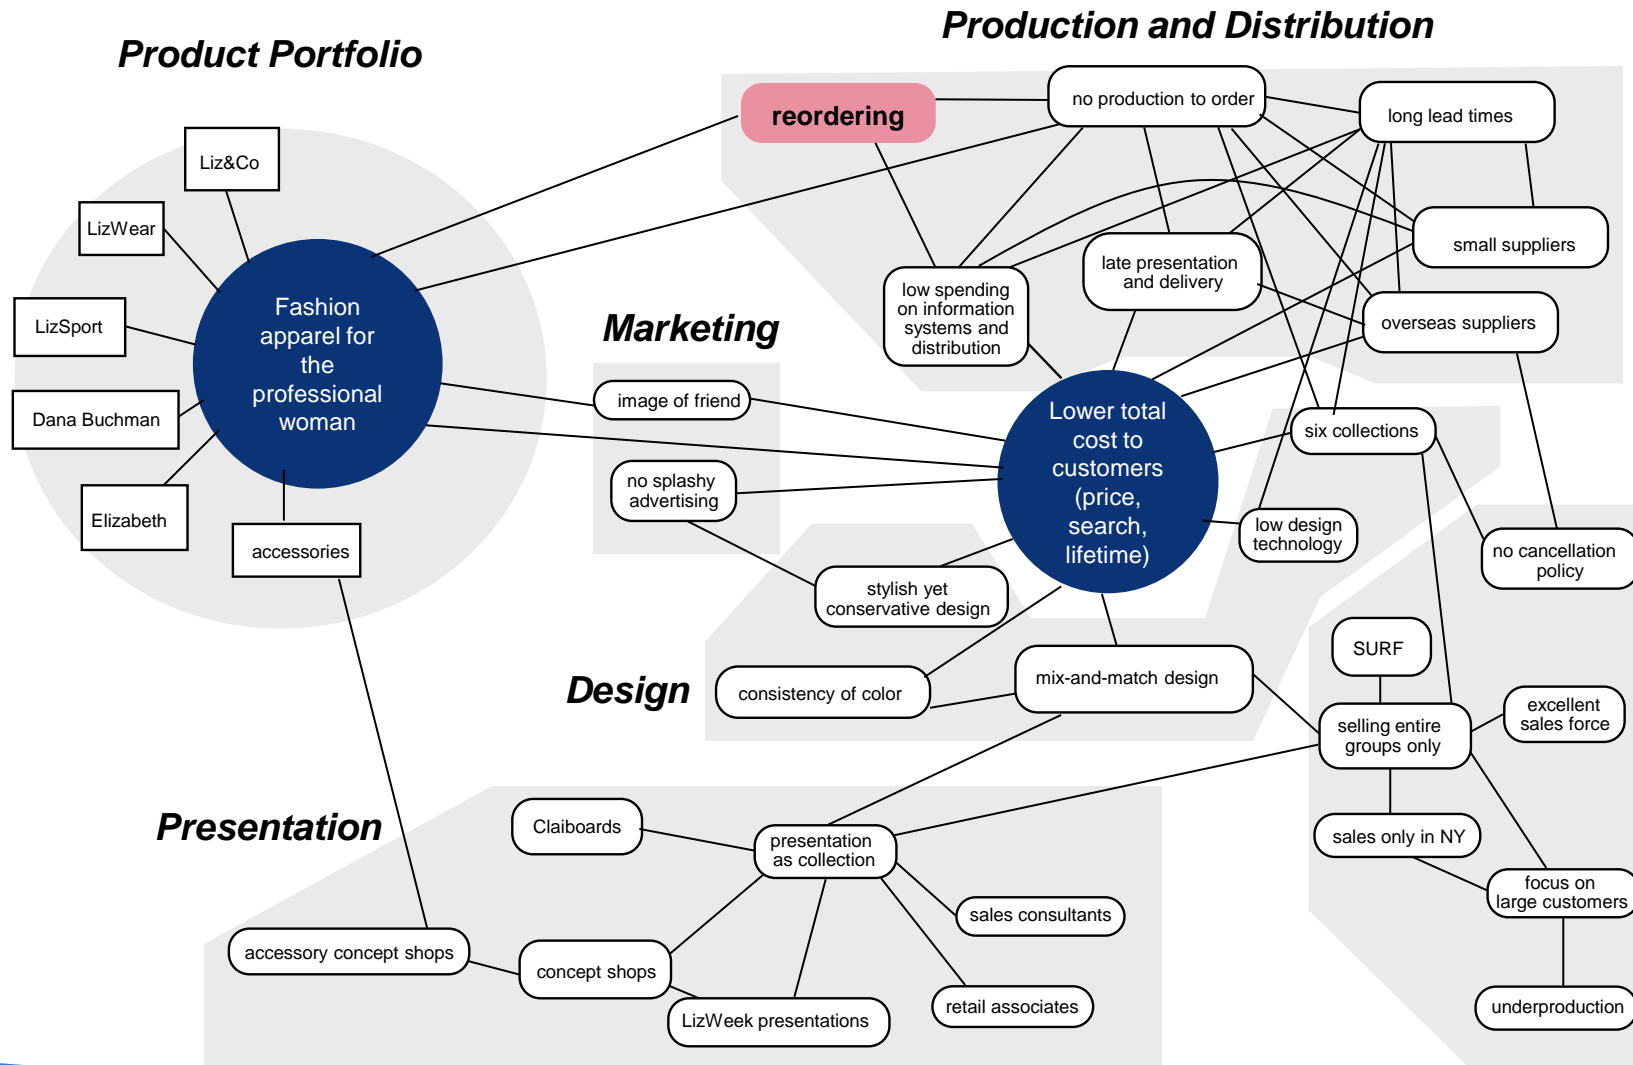 Production and Distribution
Product Portfolio
reordering
no production to order
long lead times
Liz&Co
LizWear
small suppliers
late presentation
and delivery
low spending
on information
systems and
distribution
overseas suppliers
Fashion
apparel for
the
professional
woman
LizSport
Marketing
image of friend
Dana Buchman
Lower total
cost to
customers
(price,
search,
lifetime)
six collections
no splashy
advertising
Elizabeth
accessories
low design
technology
no cancellation
policy
stylish yet
conservative design
SURF
Design
consistency of color
mix-and-match design
excellent
sales force
selling entire
groups only
Presentation
Claiboards
presentation
as collection
sales only in NY
focus on
large customers
sales consultants
accessory concept shops
concept shops
retail associates
LizWeek presentations
underproduction